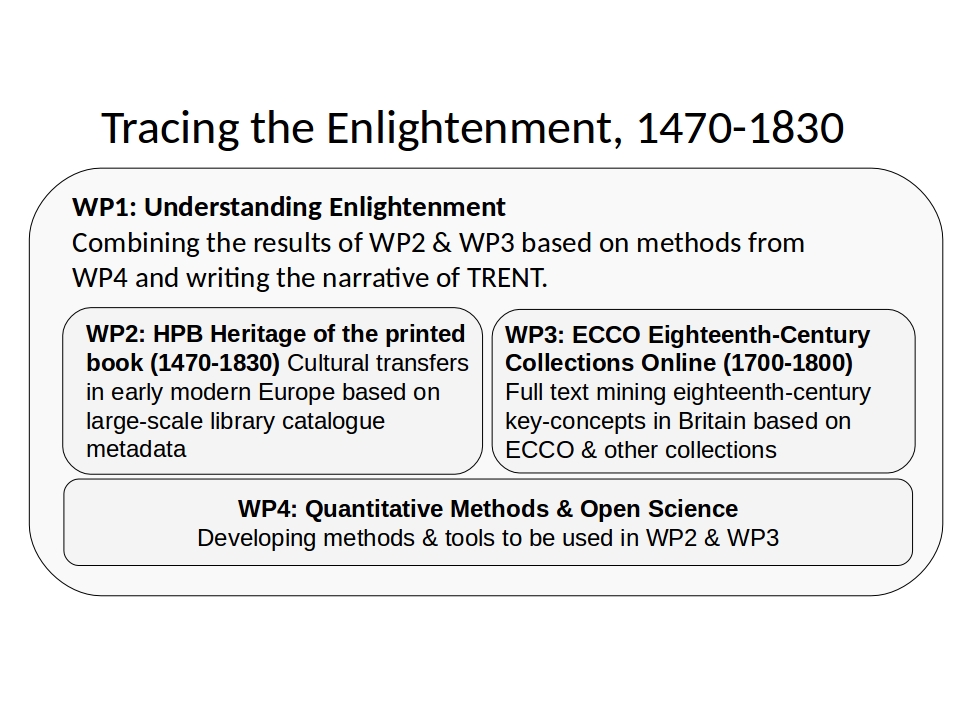 Tracing the Enlightenment, 1470-1830
WP1: Understanding Enlightenment
Combining the results of WP2 & WP3 based on methods from
WP4 and writing the narrative of TRENT.
WP2: HPB Heritage of the printed
book (1470-1830) Cultural transfers
in early modern Europe based on
large-scale library catalogue
metadata
WP3: ECCO Eighteenth-Century
Collections Online (1700-1800)
Full text mining eighteenth-century
key-concepts in Britain based on
ECCO & other collections
WP4: Quantitative Methods & Open Science
Developing methods & tools to be used in WP2 & WP3